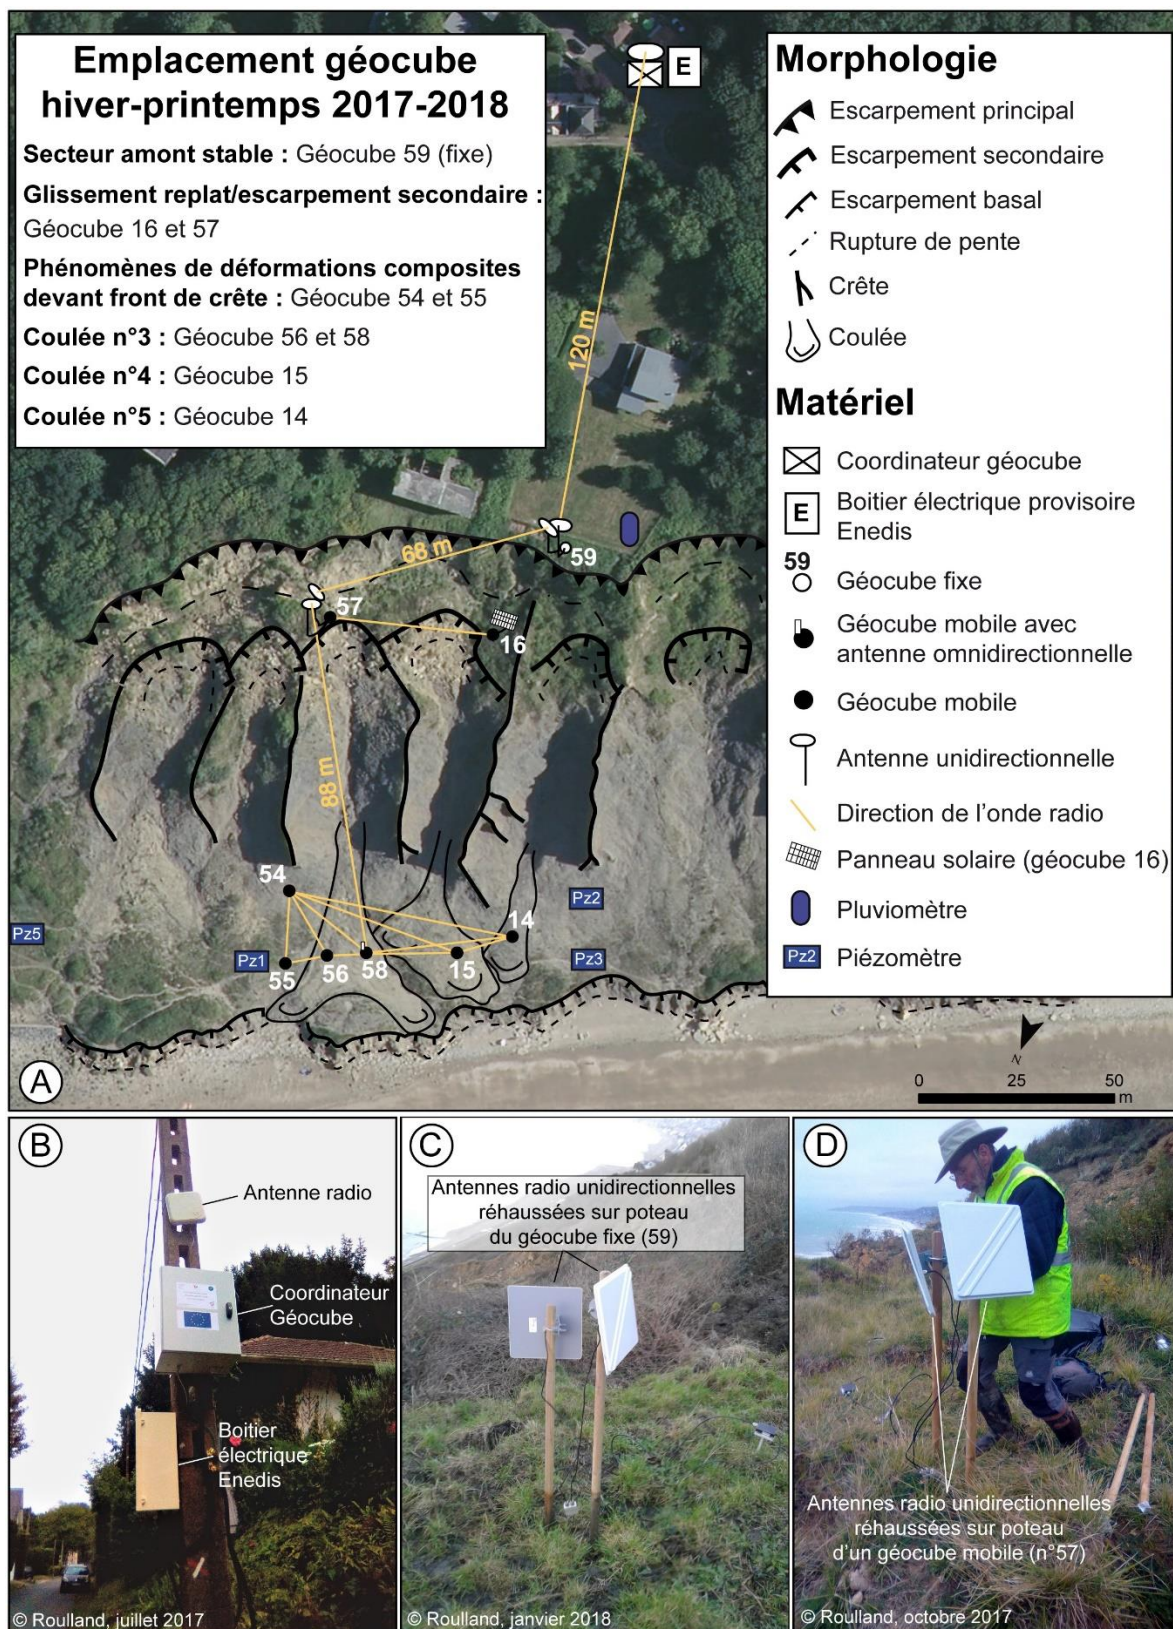 Emplacement géocube
hiver-printemps 2017-2018
Secteur amont stable : Géocube 59 (fixe)
Glissement replat/escarpement secondaire :
Géocube 16 et 57
Phénomènes de déformations composites
devant front de crête : Géocube 54 et 55
Coulée n°3 : Géocube 56 et 58
Coulée n°4 : Géocube 15
Coulée n°5 : Géocube 14
E
120 m
68 m
59
57
16
88 m
54
14
Pz2
Pz5
Pz1
55
56
58
15
Pz3
A
N
0 25 50
m
Morphologie
Escarpement principal
Escarpement secondaire
Escarpement basal
Rupture de pente
Crête
Coulée
Matériel
Coordinateur géocube
E
Boitier électrique provisoire
Enedis
59
Géocube fixe
Géocube mobile avec
antenne omnidirectionnelle
Géocube mobile
Antenne unidirectionnelle
Direction de l'onde radio
Panneau solaire (géocube 16)
Pluviomètre
Pz2
Piézomètre
B
Antenne radio
Coordinateur
Géocube
Boitier
électrique
Enedis
© Roulland, juillet 2017
C
Antennes radio unidirectionnelles
réhaussées sur poteau
du géocube fixe (59)
© Roulland, janvier 2018
D
Antennes radio unidirectionnelles
réhaussées sur poteau
d'un géocube mobile (n°57)
© Roulland, octobre 2017